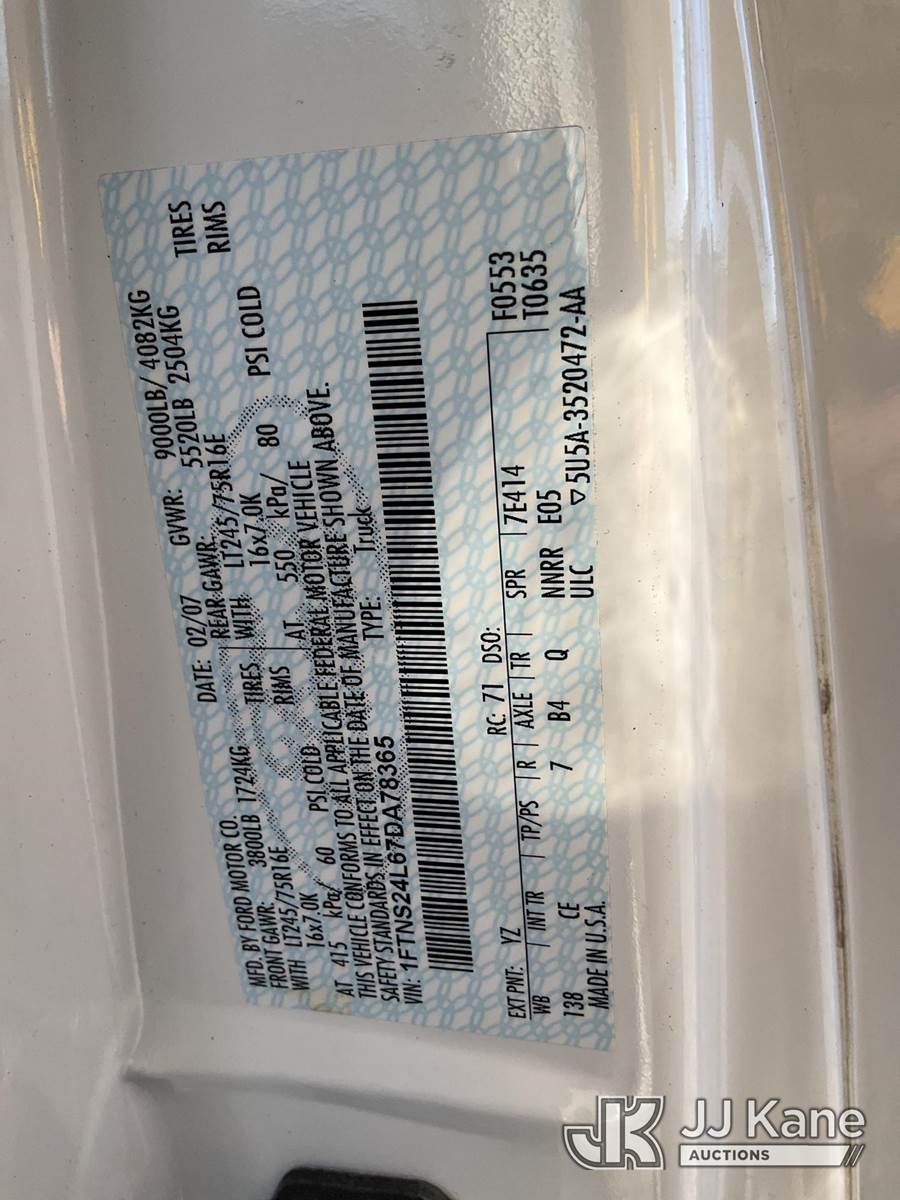 MFD. BY FORD MOTOR CO.
DATE: 02/07 GVWR: 9000LB/ 4082KG
FRONT GAWR: 3800LB 1724KG REAR GAWR: 5520LB 2504KG
WITH LT245/75R16E TIRES WITH LT245/75R16E TIRES
16x7.0K RIMS 16x7.0K RIMS
AT 415 kPa/ 60 PSI COLD AT 550 kPa/ 80 PSI COLD
THIS VEHICLE CONFORMS TO ALL APPLICABLE FEDERAL MOTOR VEHICLE
SAFETY STANDARDS IN EFFECT ON THE DATE OF MANUFACTURE SHOWN ABOVE.
VIN: 1FTNS24L67DA78365 TYPE: Truck
EXT PNT: YZ RC: 71 DSO: F0553
WB INT TR TP/PS R AXLE TR SPR 7E414 T0635
138 CE 7 B4 Q NNRR E05
MADE IN U.S.A. ULC ▽5U5A-3520472-AA
JK JJ Kane
AUCTIONS